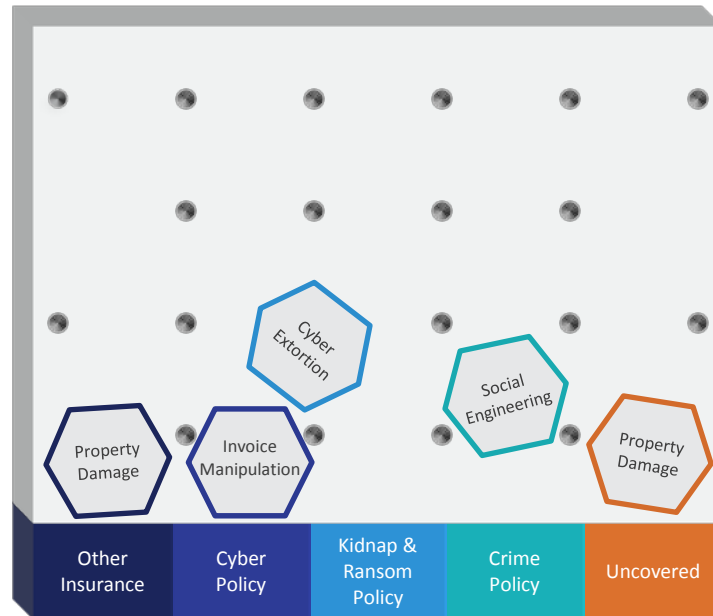 Cyber
Extortion
Social
Engineering
Property
Damage
Invoice
Manipulation
Property
Damage
Other
Insurance
Cyber
Policy
Kidnap &
Ransom
Policy
Crime
Policy
Uncovered